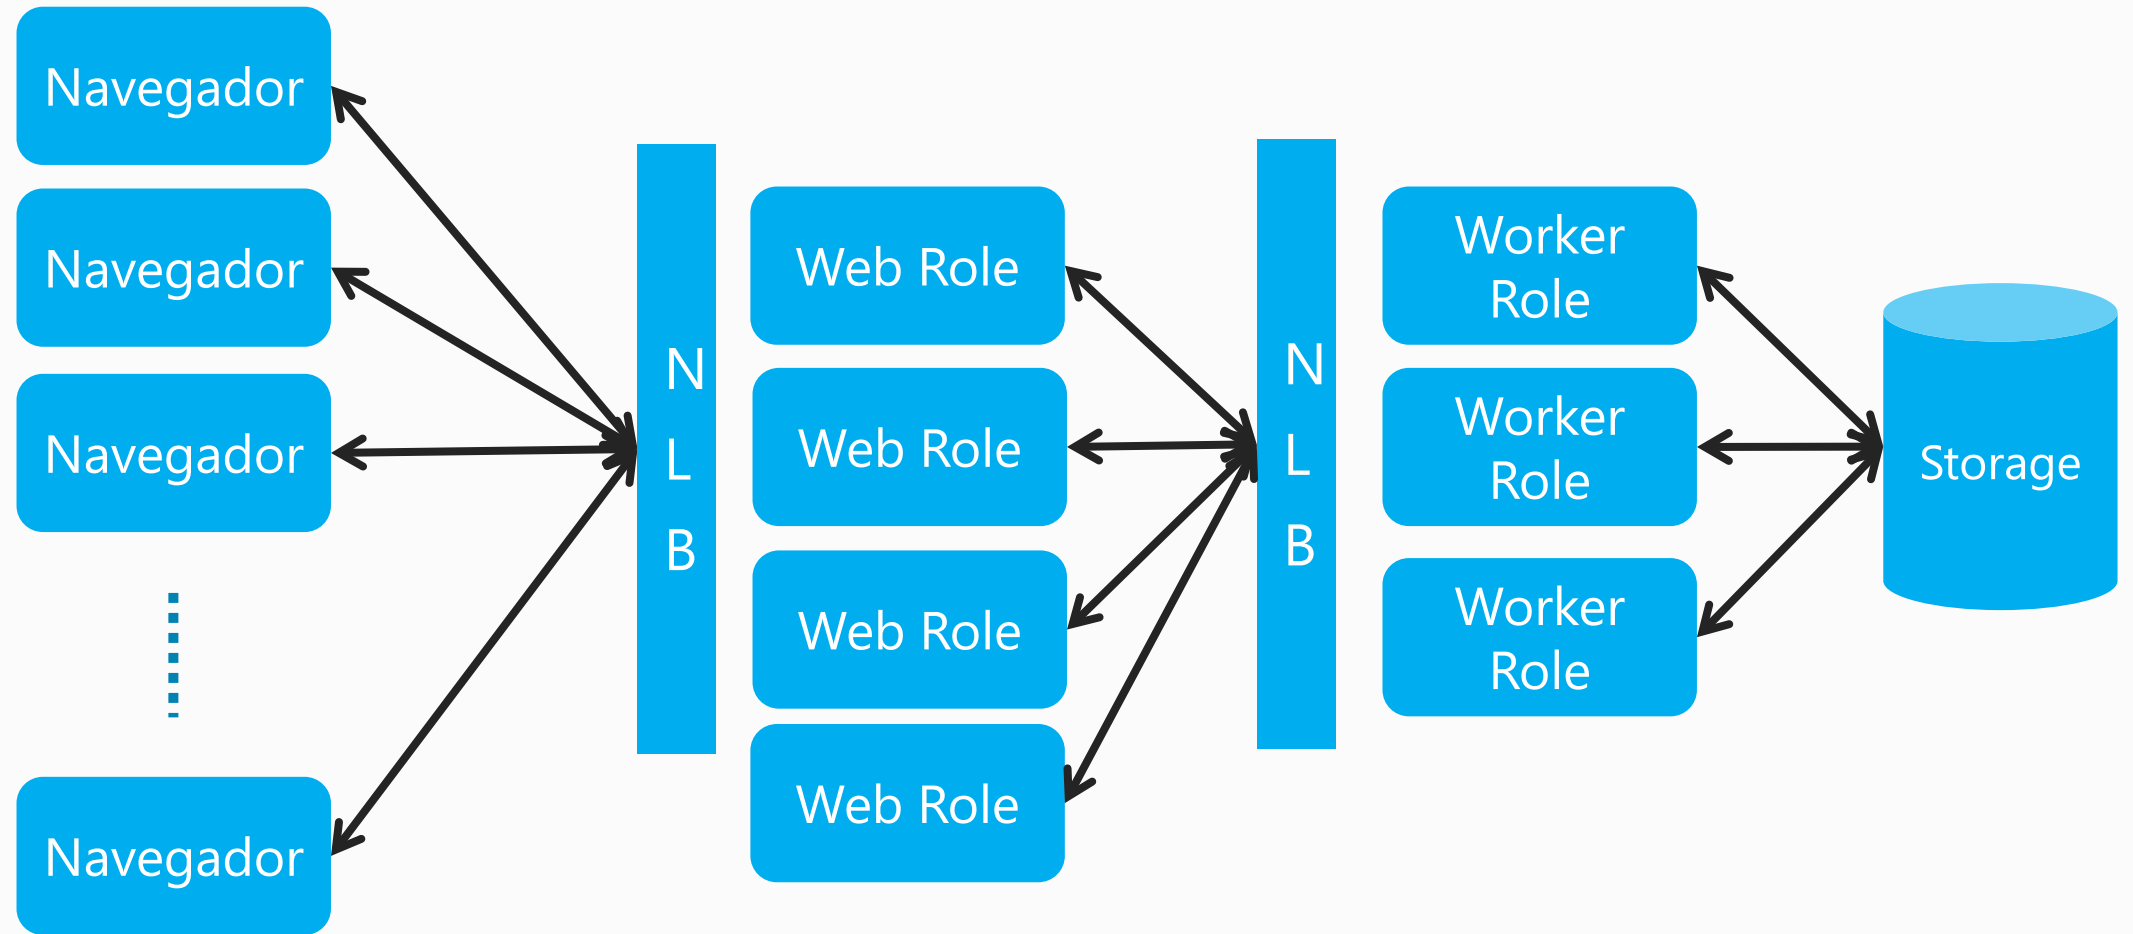 Navegador
Navegador
Navegador
Navegador
N
L
B
Web Role
Web Role
Web Role
Web Role
N
L
B
Worker
Role
Worker
Role
Worker
Role
Storage